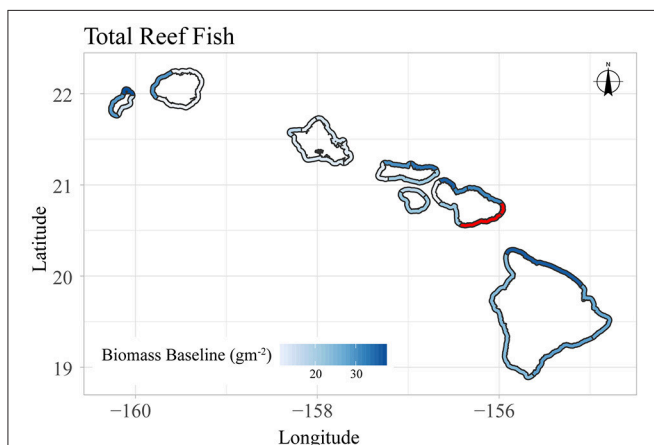 Total Reef Fish
N
22
21
20
19
Latitude
Biomass Baseline (gm-2)
20 30
−160 −158 −156
Longitude